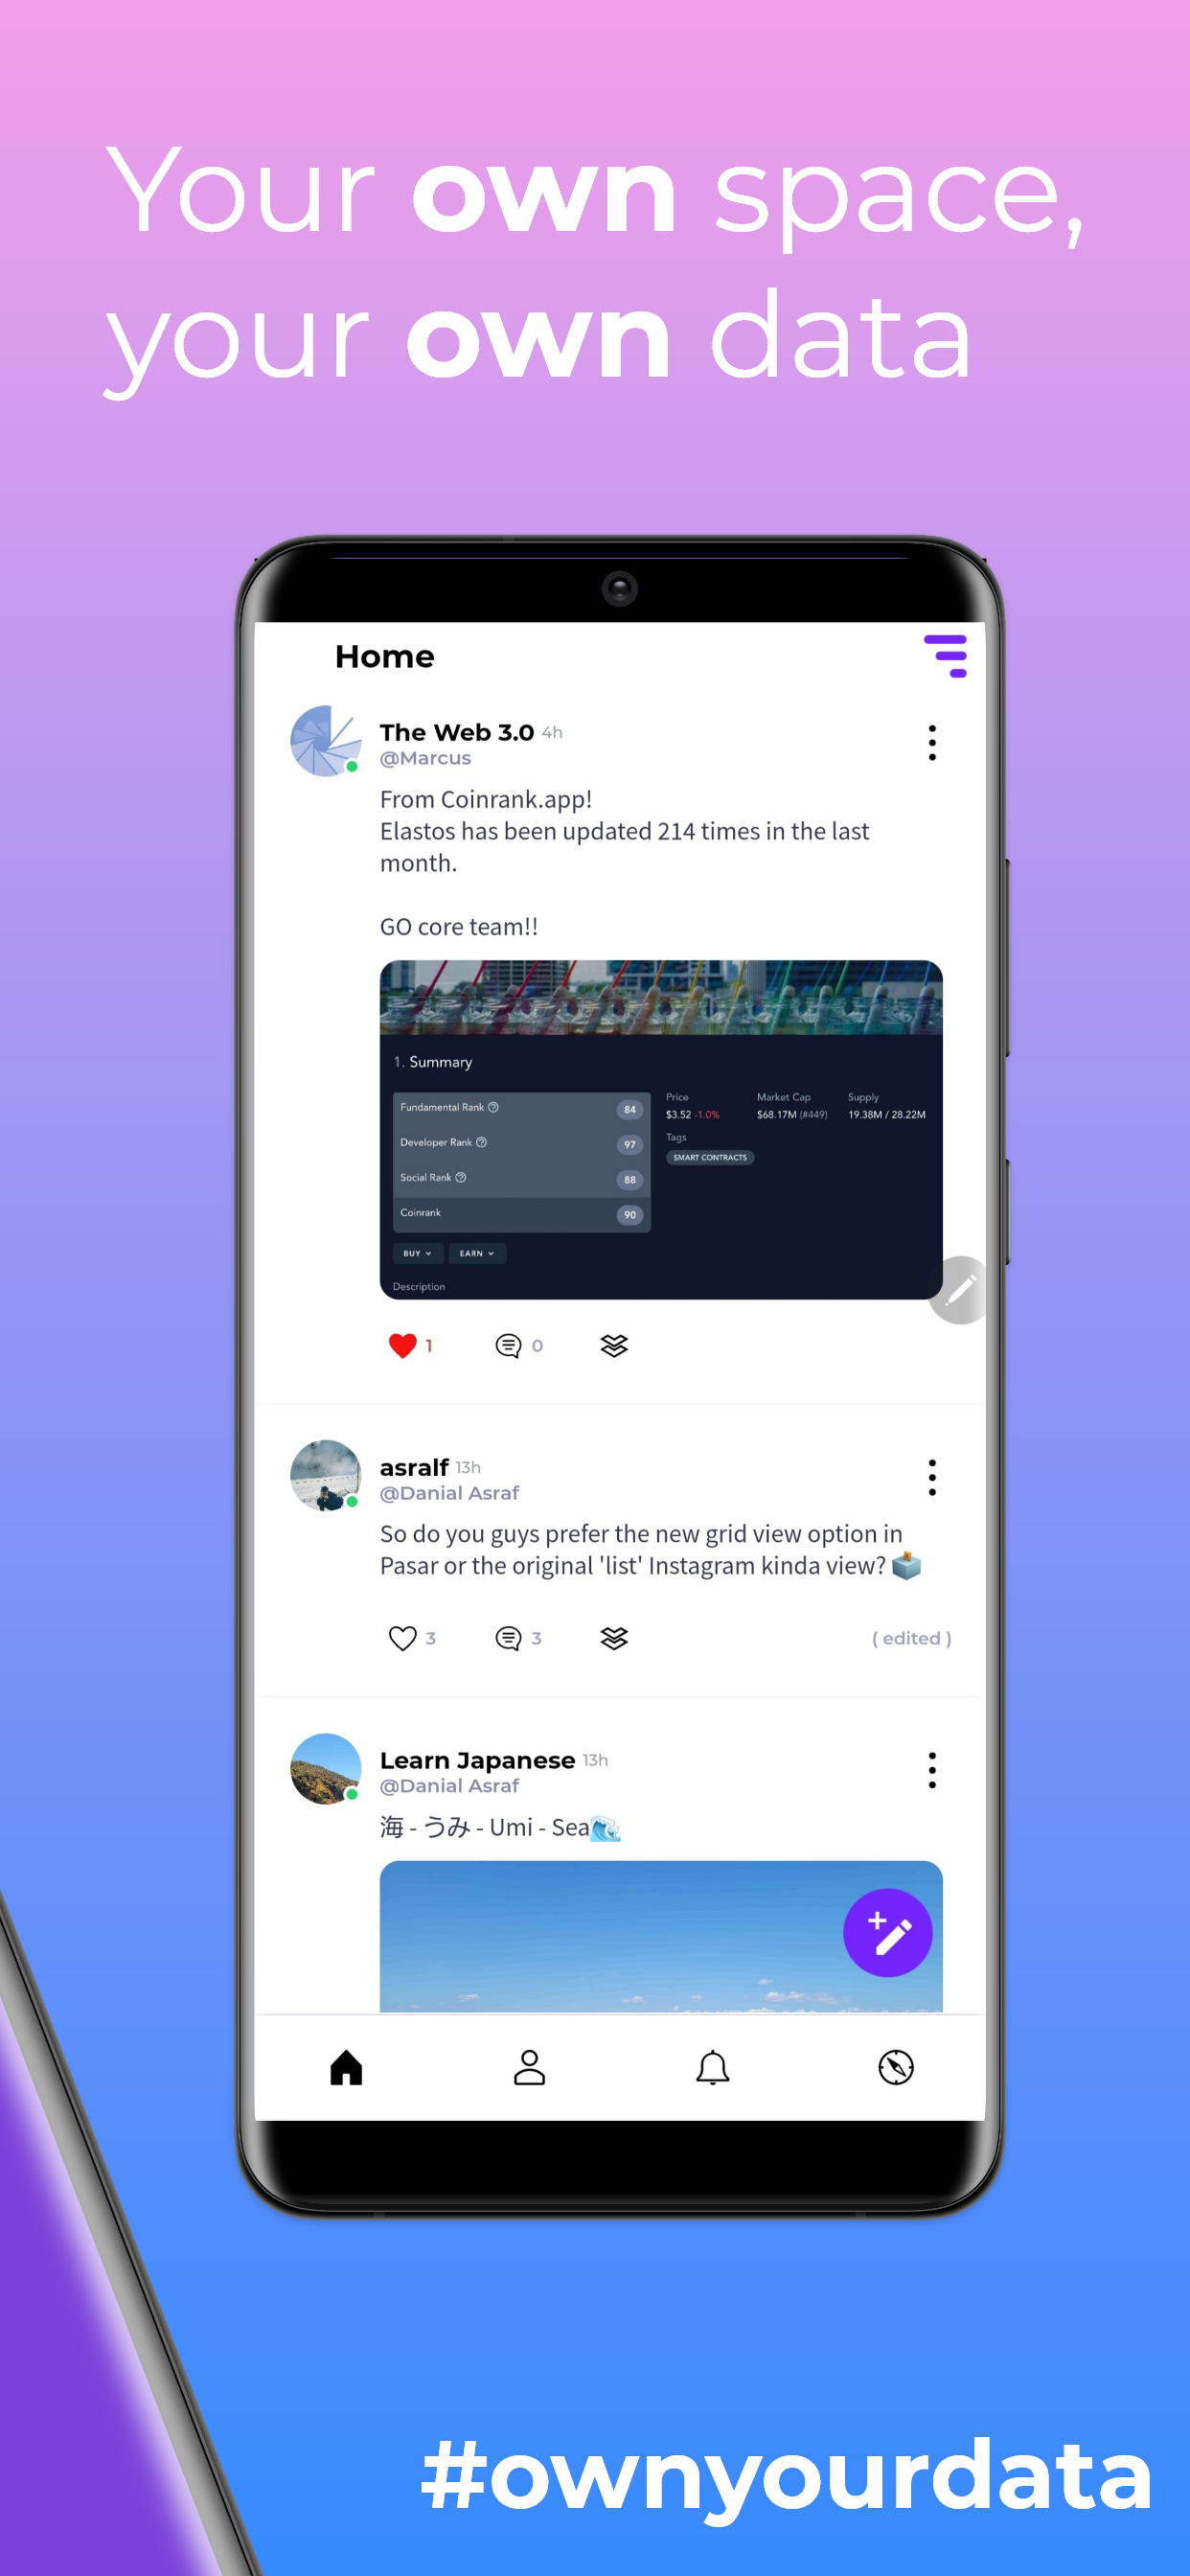 Your own space,
your own data
Home
The Web 3.0 4h
@Marcus
From Coinrank.app!
Elastos has been updated 214 times in the last
month.
GO core team!!
1. Summary
Fundamental Rank 84
Developer Rank 97
Social Rank 88
Coinrank 90
Price Market Cap Supply
$3.52 -1.0% $68.17M (#449) 19.38M / 28.22M
Tags
SMART CONTRACTS
BUY EARN
Description
1 0
asralf 13h
@Danial Asraf
So do you guys prefer the new grid view option in
Pasar or the original 'list' Instagram kinda view?
3 3 ( edited )
Learn Japanese 13h
@Danial Asraf
海 - うみ - Umi - Sea
#ownyourdata